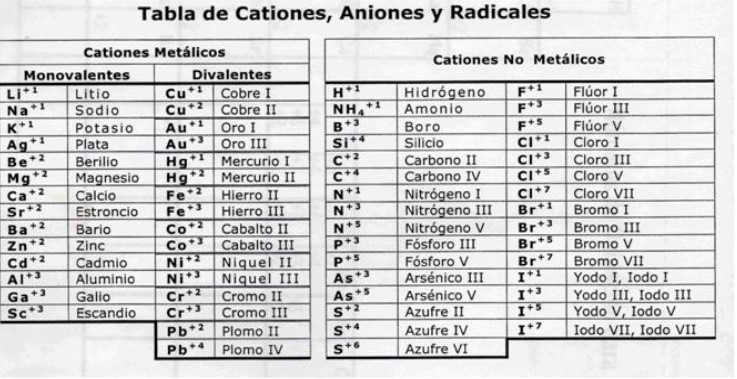 Tabla de Cationes, Aniones y Radicales
Cationes Metálicos
Monovalentes Divalentes
Li+1 Litio Cu+1 Cobre I
Na+1 Sodio Cu+2 Cobre II
K+1 Potasio Au+1 Oro I
Ag+1 Plata Au+3 Oro III
Be+2 Berilio Hg+1 Mercurio I
Mg+2 Magnesio Hg+2 Mercurio II
Ca+2 Calcio Fe+2 Hierro II
Sr+2 Estroncio Fe+3 Hierro III
Ba+2 Bario Co+2 Cabalto II
Zn+2 Zinc Co+3 Cabalto III
Cd+2 Cadmio Ni+2 Niquel II
Al+3 Aluminio Ni+3 Niquel III
Ga+3 Galio Cr+2 Cromo II
Sc+3 Escandio Cr+3 Cromo III
Pb+2 Plomo II
Pb+4 Plomo IV
Cationes No Metálicos
H+1 Hidrógeno F+1 Flúor I
NH4+1 Amonio F+3 Flúor III
B+3 Boro F+5 Flúor V
Si+4 Silicio Cl+1 Cloro I
C+2 Carbono II Cl+3 Cloro III
C+4 Carbono IV Cl+5 Cloro V
N+1 Nitrógeno I Cl+7 Cloro VII
N+3 Nitrógeno III Br+1 Bromo I
N+5 Nitrógeno V Br+3 Bromo III
P+3 Fósforo III Br+5 Bromo V
P+5 Fósforo V Br+7 Bromo VII
As+3 Arsénico III I+1 Yodo I, Iodo I
As+5 Arsénico V I+3 Yodo III, Iodo III
S+2 Azufre II I+5 Yodo V, Iodo V
S+4 Azufre IV I+7 Iodo VII, Iodo VII
S+6 Azufre VI